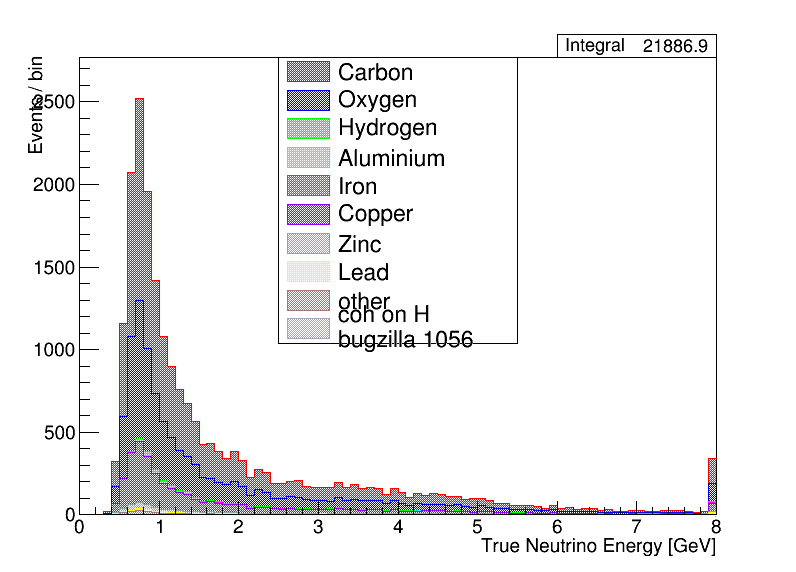 Integral 21886.9
Events / bin
2500
2000
1500
1000
500
0
Carbon
Oxygen
Hydrogen
Aluminium
Iron
Copper
Zinc
Lead
other
coh on H
bugzilla 1056
0 1 2 3 4 5 6 7 8
True Neutrino Energy [GeV]